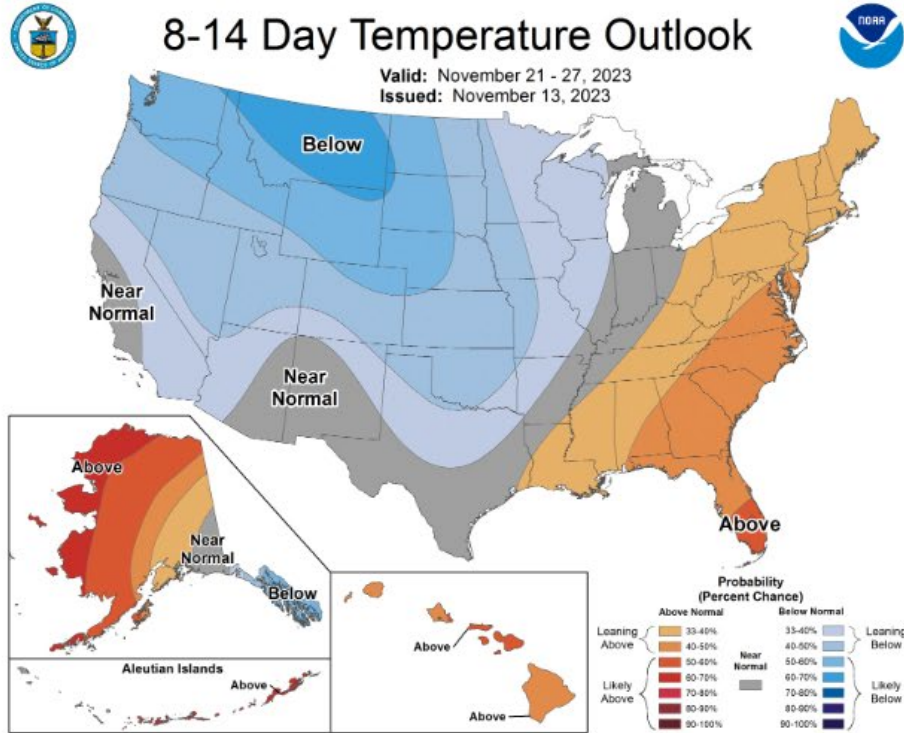 8-14 Day Temperature Outlook
Valid: November 21 - 27, 2023
Issued: November 13, 2023
NOAA
Below
Near
Normal
Near
Normal
Above
Above
Near
Normal
Below
Aleutian Islands
Above
Above
Above
Probability
(Percent Chance)
Above Normal
Below Normal
Leaning
Above
33-40%
40-50%
Likely
Above
50-60%
60-70%
70-80%
80-90%
90-100%
Near
Normal
33-40%
40-50%
Leaning
Below
50-60%
60-70%
70-80%
80-90%
90-100%
Likely
Below